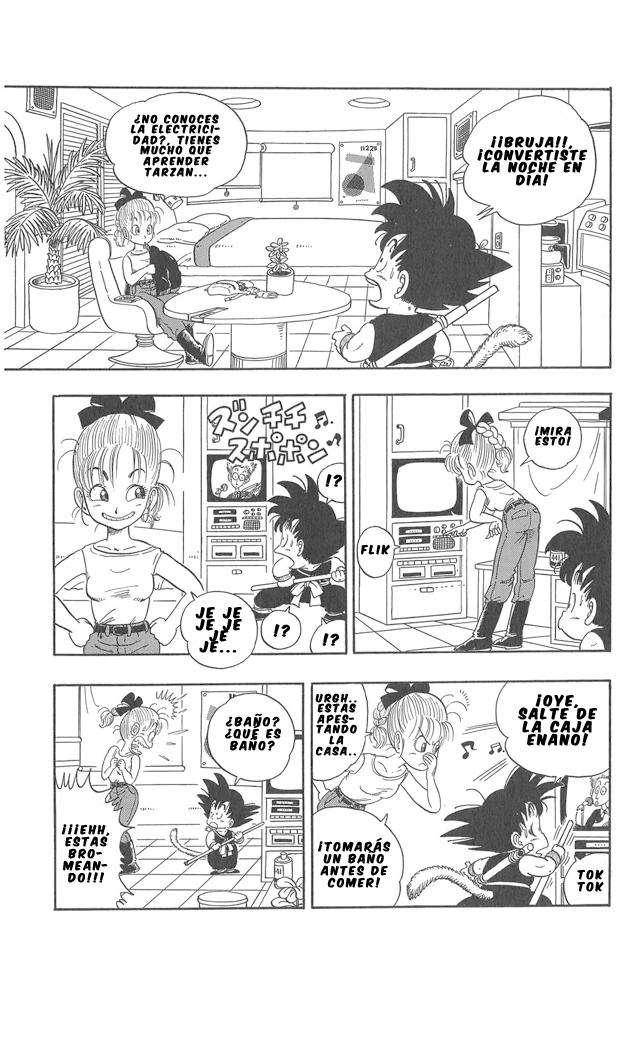 ¡¡BRUJA!!,
¡CONVERTISTE
LA NOCHE EN
DÍA!
¿NO CONOCES
LA ELECTRICI-
DAD?, TIENES
MUCHO QUE
APRENDER
TARZAN...
¡MIRA
ESTO!
FLIK
ズンチチ
スポポン
!?
!?
!?
JE JE
JE JE
JE
JE...
¡OYE,
SALTE DE
LA CAJA
ENANO!
TOK
TOK
URGH..
ESTAS
APES-
TANDO
LA
CASA..
¡TOMARÁS
UN BAÑO
ANTES DE
COMER!
¿BAÑO?
¿QUÉ ES
BAÑO?
¡¡¡EHH,
ESTAS
BRO-
MEAN-
DO!!!